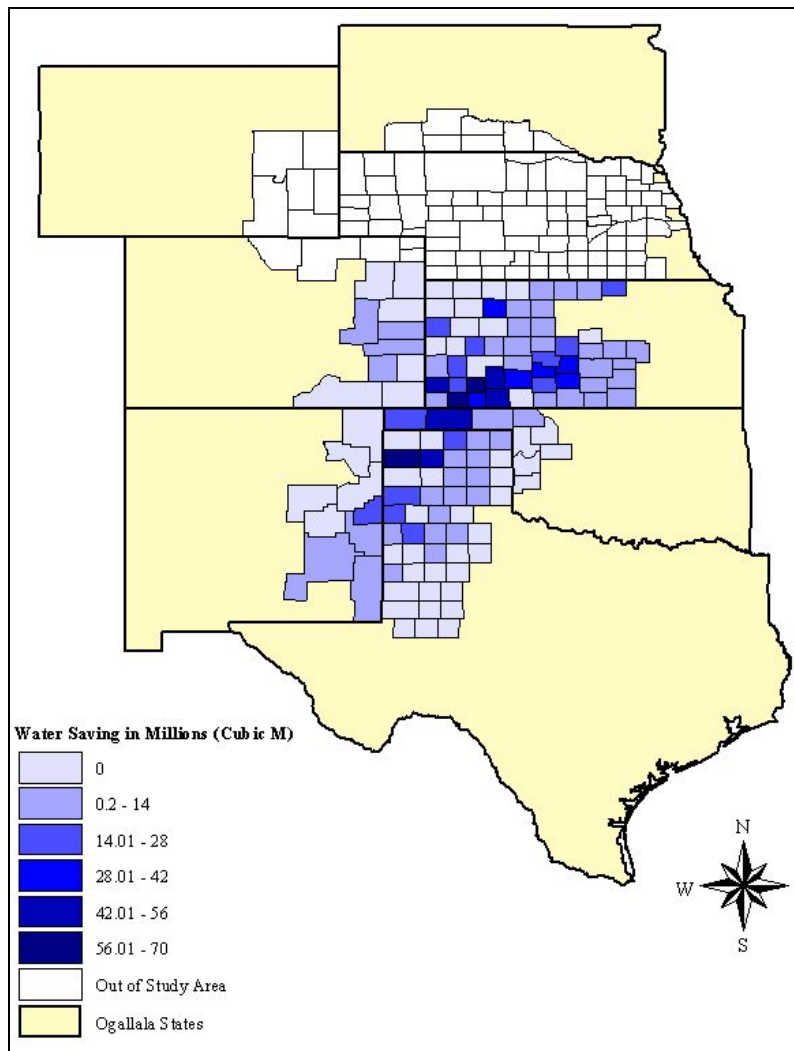 Water Saving in Millions (Cubic M)
0
0.2 - 14
14.01 - 28
28.01 - 42
42.01 - 56
56.01 - 70
Out of Study Area
Ogallala States
N
W
S